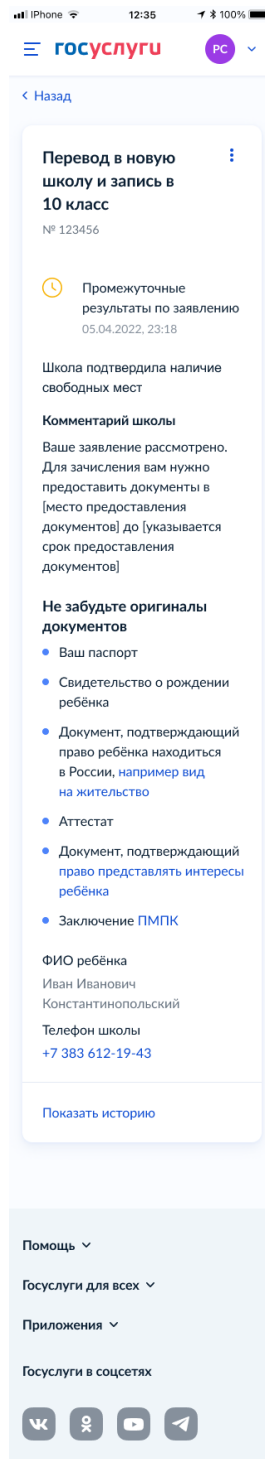 iPhone 12:35 100%
госуслуги РС
Назад
Перевод в новую
школу и запись в
10 класс
№ 123456
Промежуточные
результаты по заявлению
05.04.2022, 23:18
Школа подтвердила наличие
свободных мест
Комментарий школы
Ваше заявление рассмотрено.
Для зачисления вам нужно
предоставить документы в
[место предоставления
документов] до [указывается
срок предоставления
документов]
Не забудьте оригиналы
документов
Ваш паспорт
Свидетельство о рождении
ребёнка
Документ, подтверждающий
право ребёнка находиться
в России, например вид
на жительство
Аттестат
Документ, подтверждающий
право представлять интересы
ребёнка
Заключение ПМПК
ФИО ребёнка
Иван Иванович
Константинопольский
Телефон школы
+7 383 612-19-43
Показать историю
Помощь
Госуслуги для всех
Приложения
Госуслуги в соцсетях